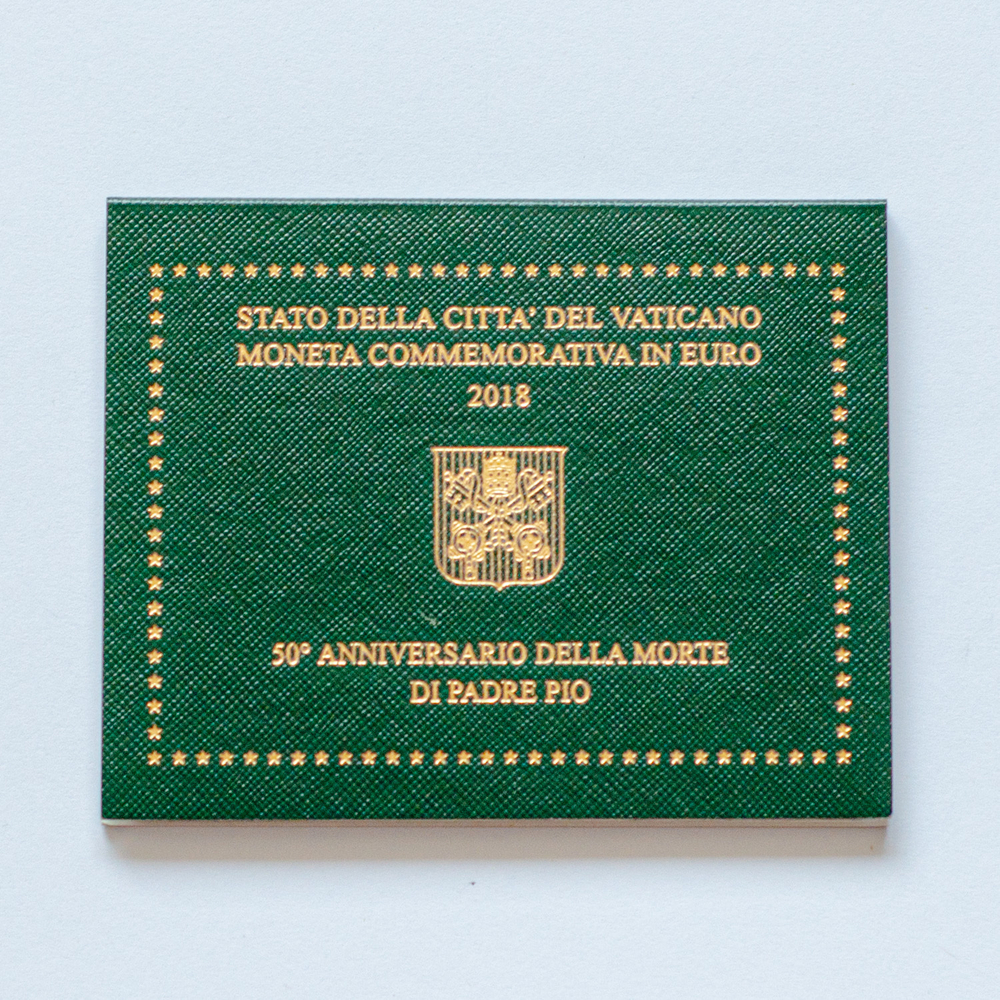 STATO DELLA CITTA' DEL VATICANO
MONETA COMMEMORATIVA IN EURO
2018
50° ANNIVERSARIO DELLA MORTE
DI PADRE PIO